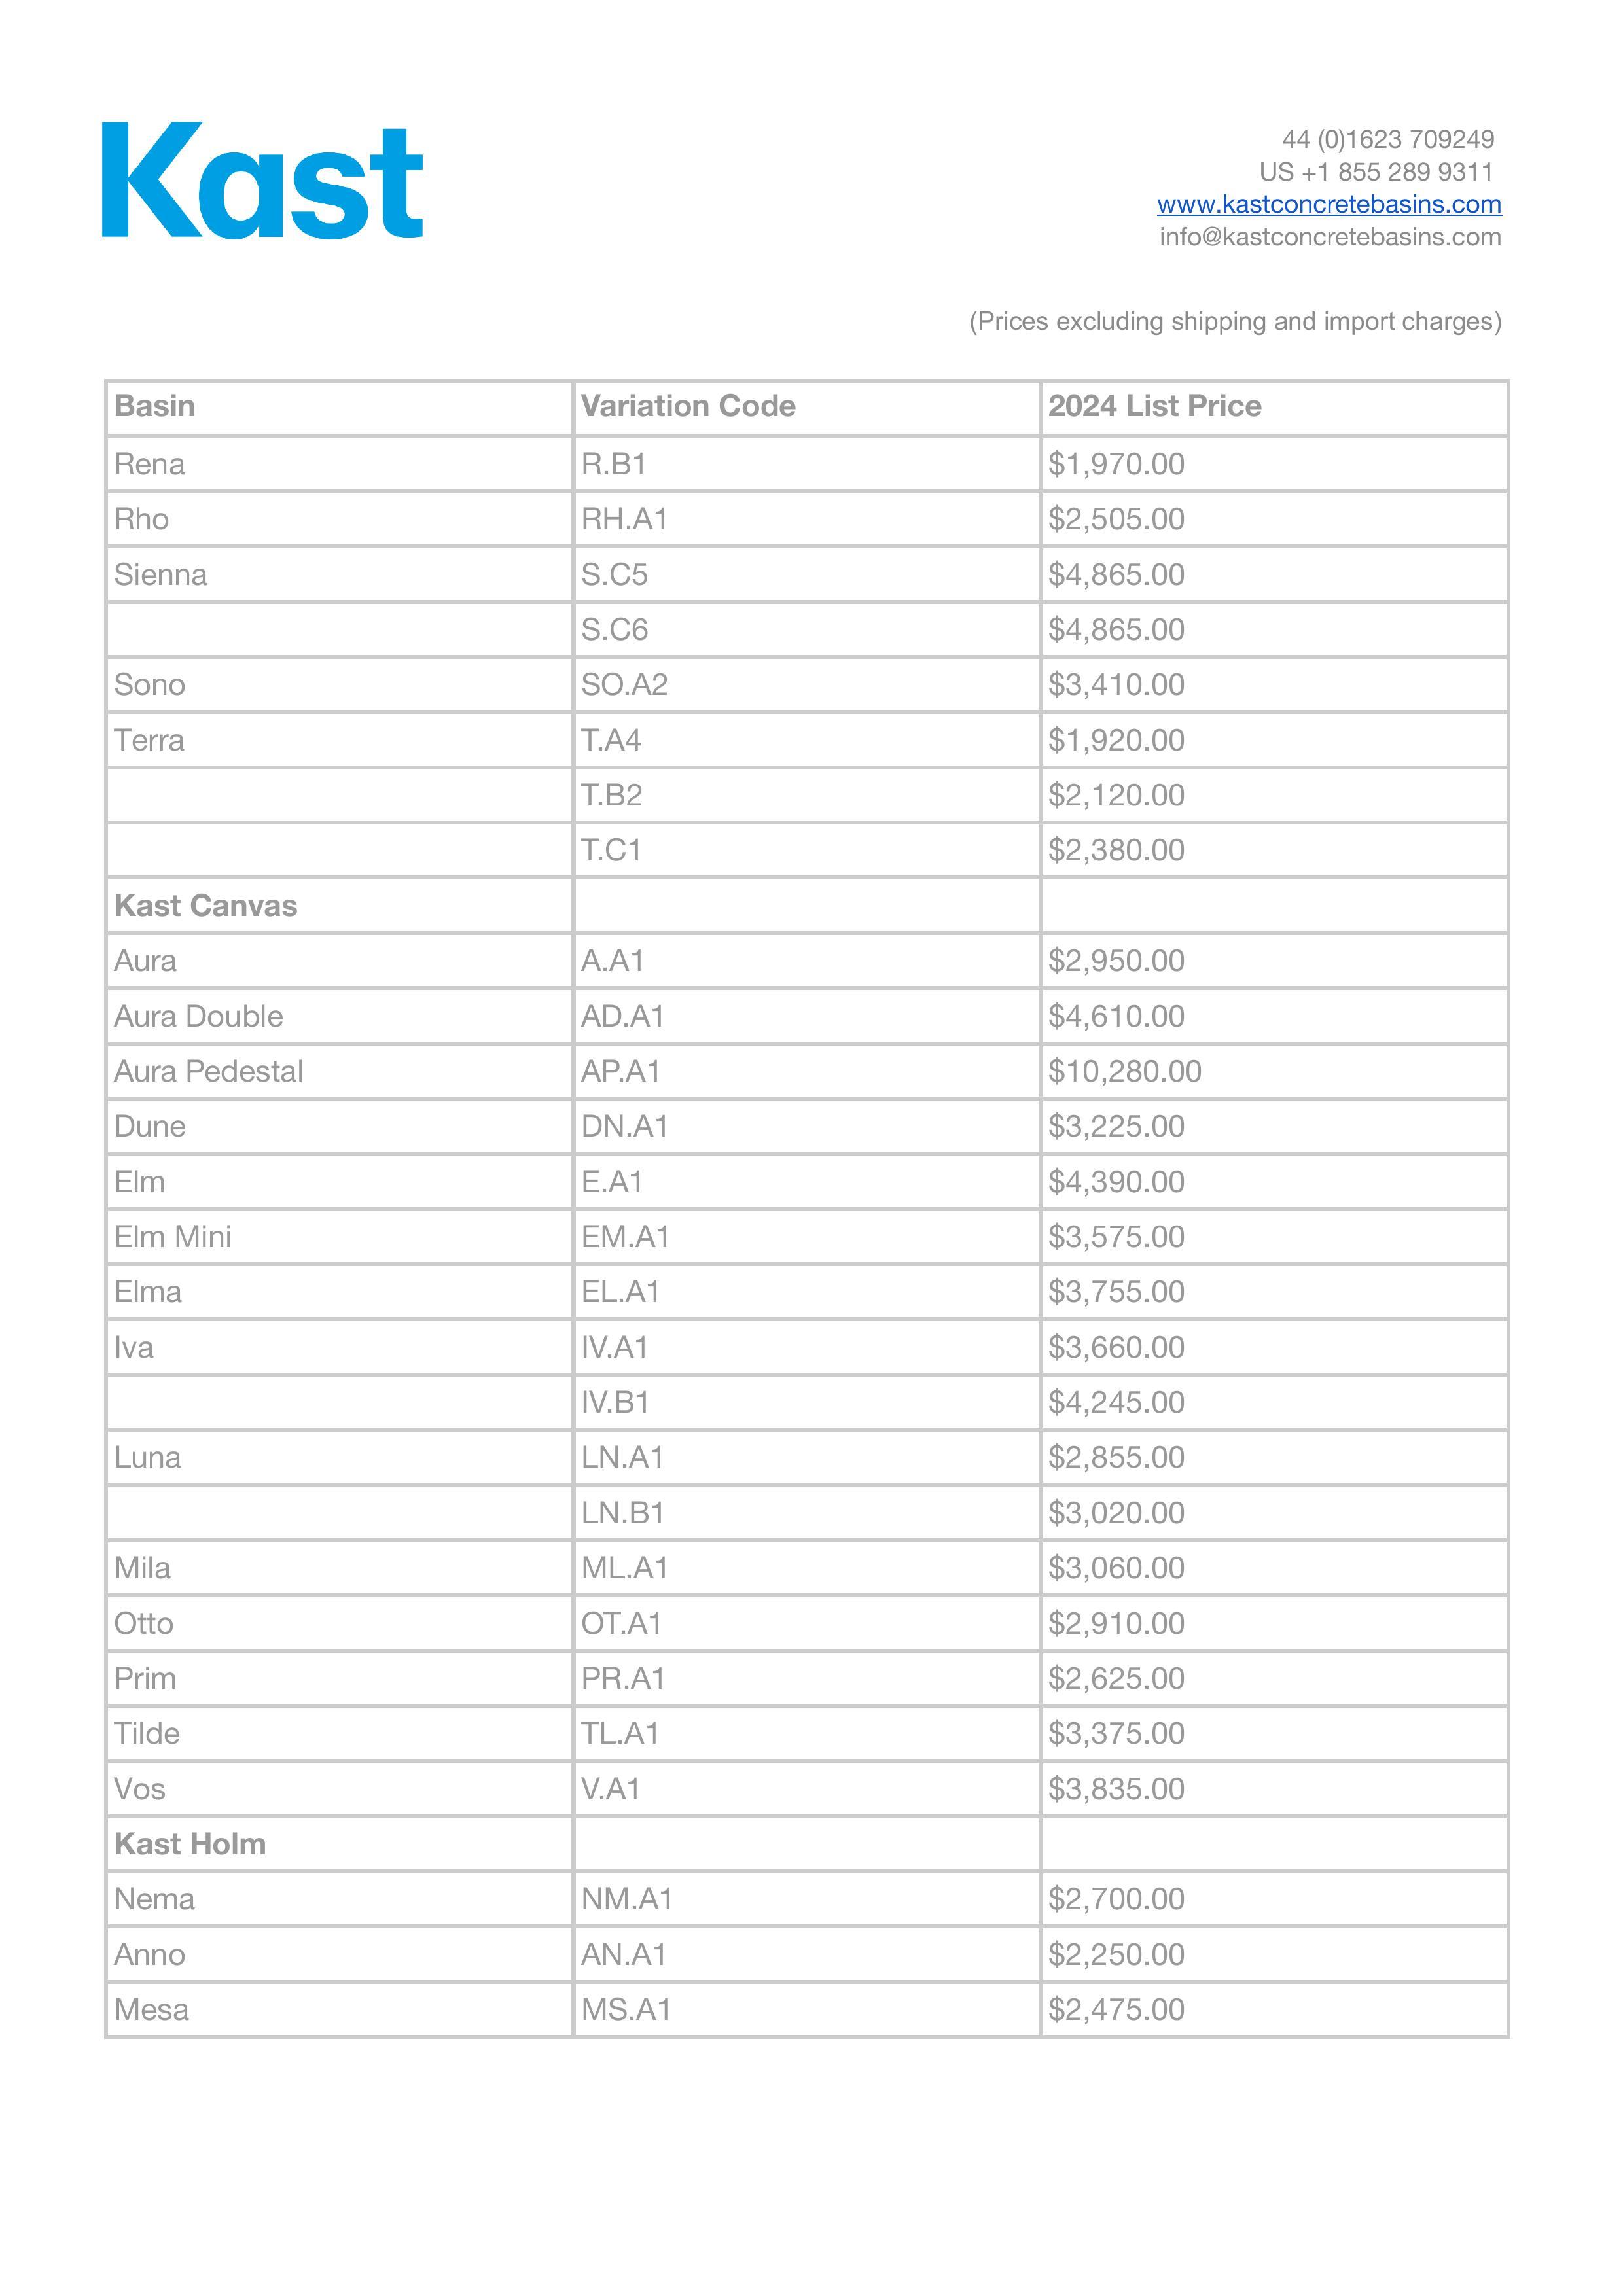 Kast
44 (0)1623 709249
US +1 855 289 9311
www.kastconcretebasins.com
info@kastconcretebasins.com
(Prices excluding shipping and import charges)
Basin Variation Code 2024 List Price
Rena R.B1 $1,970.00
Rho RH.A1 $2,505.00
Sienna S.C5 $4,865.00
S.C6 $4,865.00
Sono SO.A2 $3,410.00
Terra T.A4 $1,920.00
T.B2 $2,120.00
T.C1 $2,380.00
Kast Canvas
Aura A.A1 $2,950.00
Aura Double AD.A1 $4,610.00
Aura Pedestal AP.A1 $10,280.00
Dune DN.A1 $3,225.00
Elm E.A1 $4,390.00
Elm Mini EM.A1 $3,575.00
Elma EL.A1 $3,755.00
Iva IV.A1 $3,660.00
IV.B1 $4,245.00
Luna LN.A1 $2,855.00
LN.B1 $3,020.00
Mila ML.A1 $3,060.00
Otto OT.A1 $2,910.00
Prim PR.A1 $2,625.00
Tilde TL.A1 $3,375.00
Vos V.A1 $3,835.00
Kast Holm
Nema NM.A1 $2,700.00
Anno AN.A1 $2,250.00
Mesa MS.A1 $2,475.00